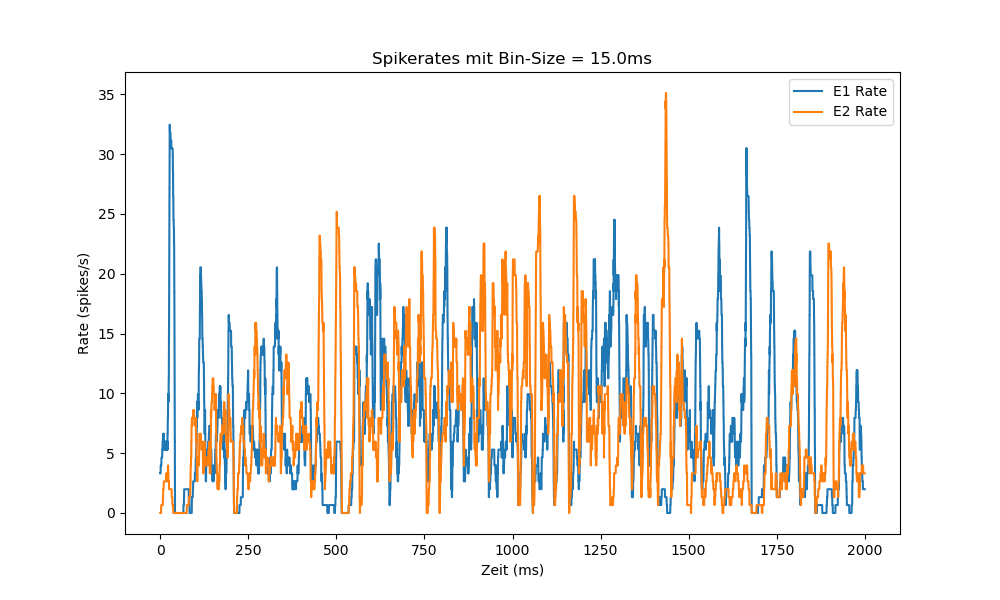 Spikerates mit Bin-Size = 15.0ms
E1 Rate
E2 Rate
Rate (spikes/s)
35
30
25
20
15
10
5
0
0 250 500 750 1000 1250 1500 1750 2000
Zeit (ms)